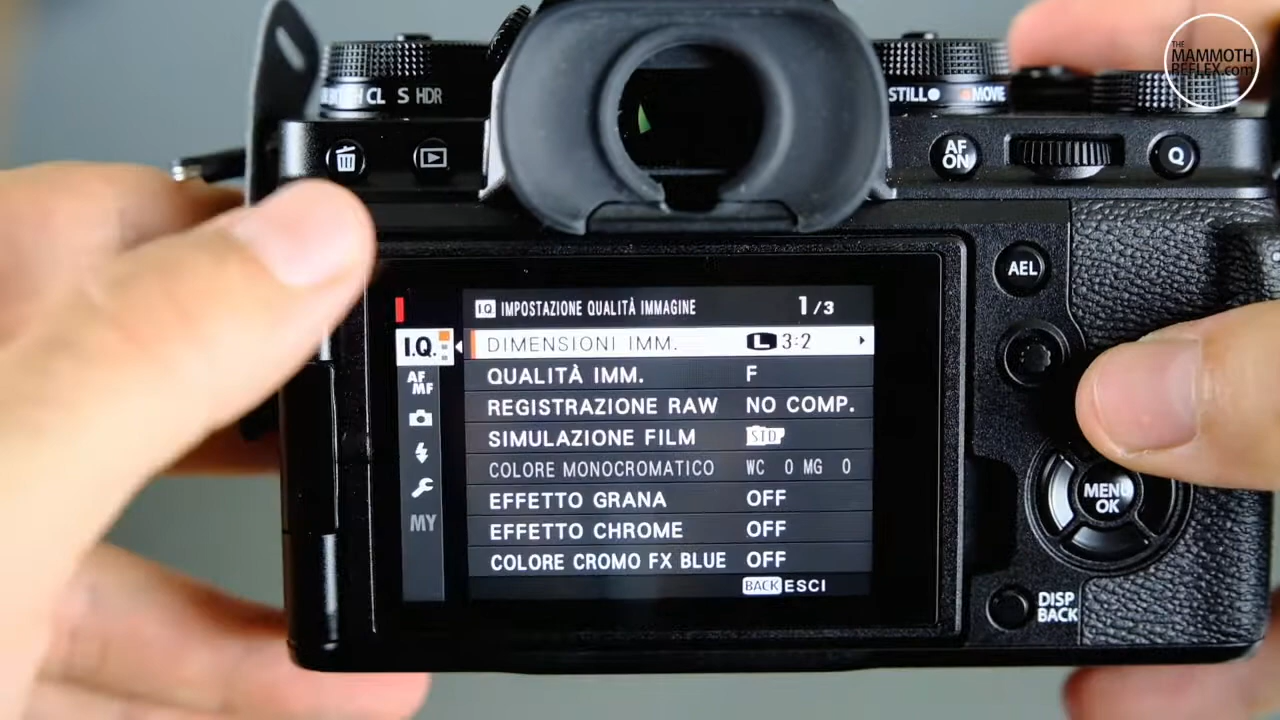 THE
MAMMOTH
REFLEX.com
CL S HDR
STILL MOVE
AF
ON
Q
AEL
I.Q. IMPOSTAZIONE QUALITÀ IMMAGINE 1/3
I.Q. DIMENSIONI IMM. L 3:2
AF
MF
QUALITÀ IMM. F
REGISTRAZIONE RAW NO COMP.
SIMULAZIONE FILM STD
COLORE MONOCROMATICO WC 0 MG 0
EFFETTO GRANA OFF
MY
EFFETTO CHROME OFF
COLORE CROMO FX BLUE OFF
BACK ESCI
MENU
OK
DISP
BACK